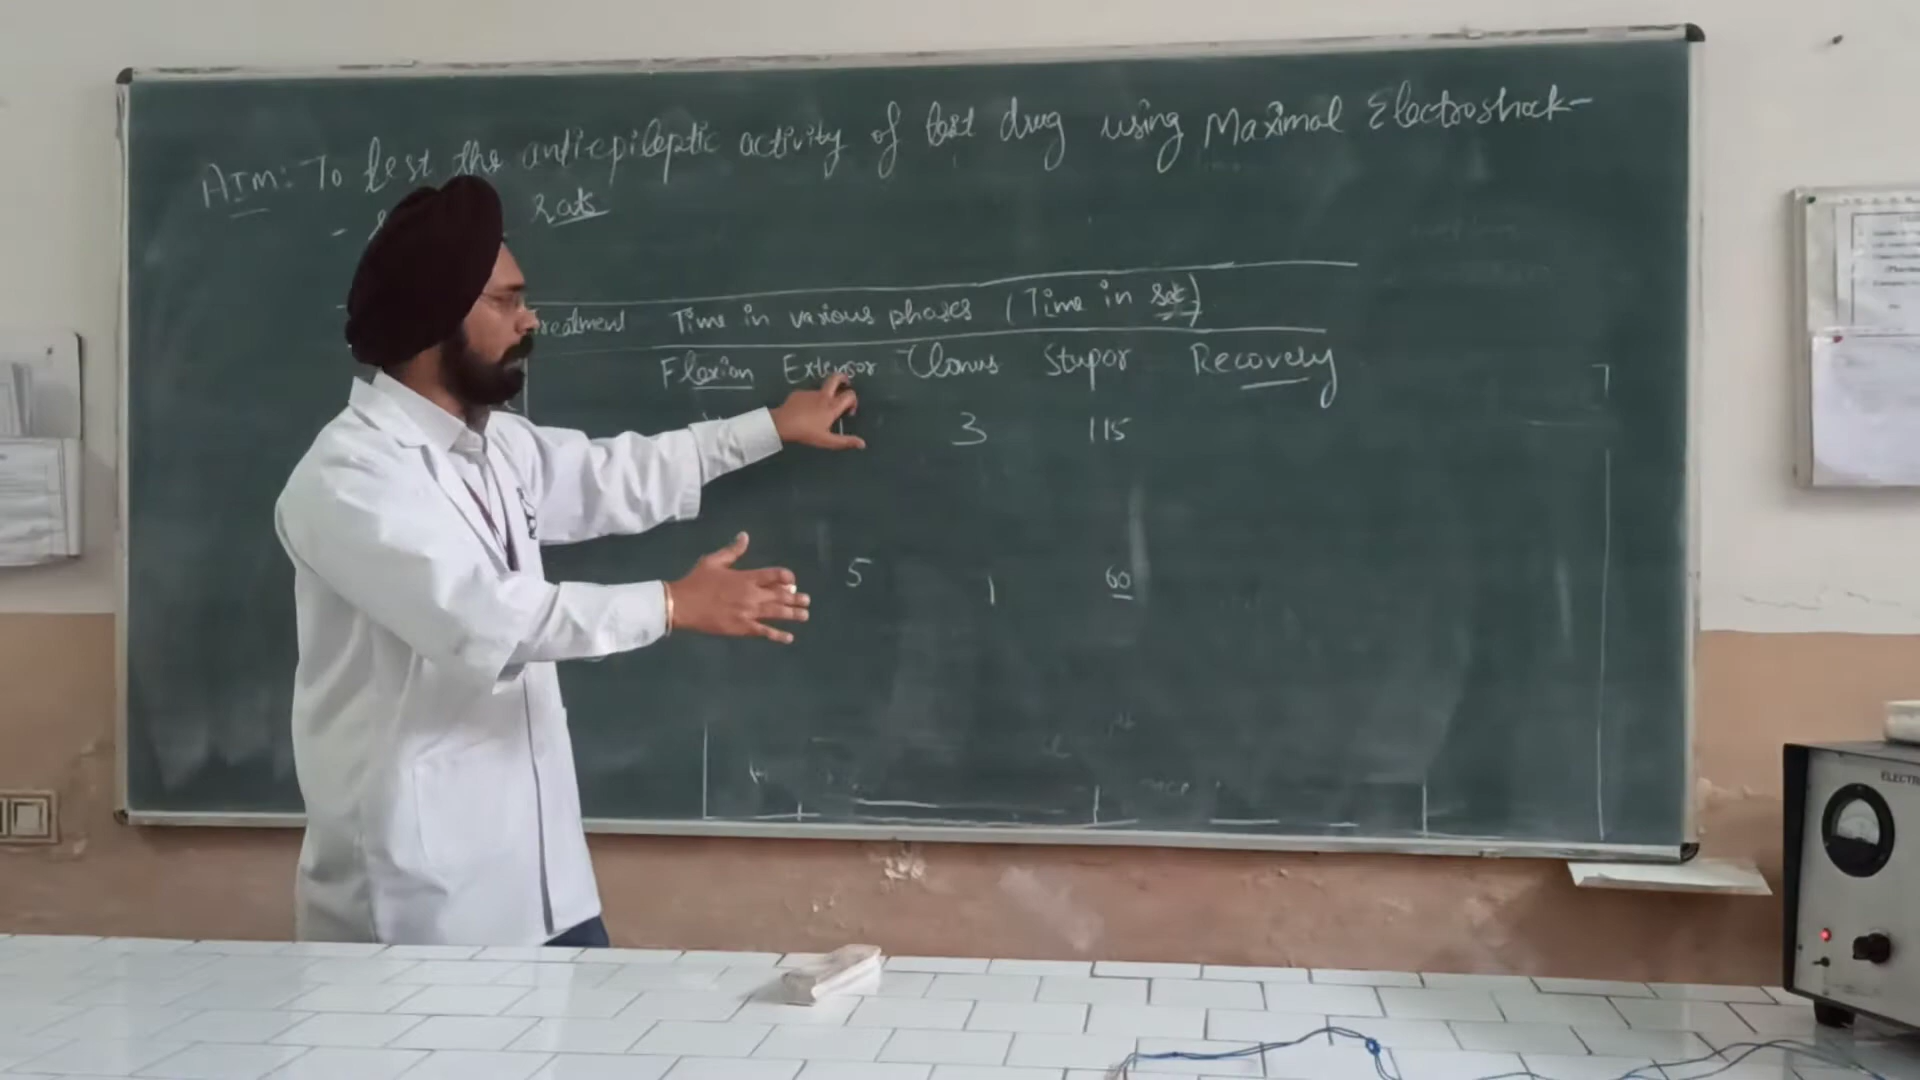 AIM: To test the antiepileptic activity of test drug using Maximal Electroshock-
Rats
Treatment Time in various phases (Time in sec)
Flexion Extensor Clonus Stupor Recovery
3 115
5 1 60
ELECTR